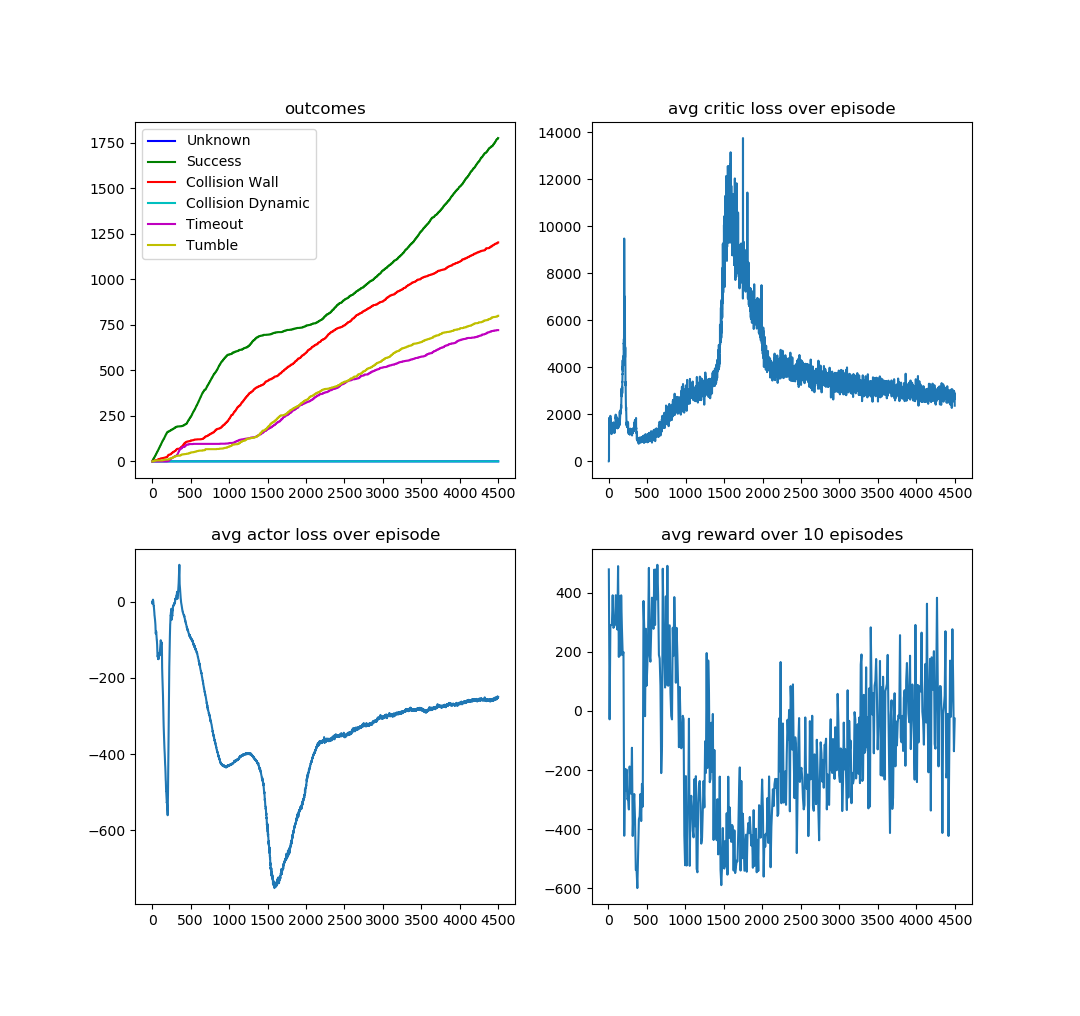 outcomes
1750
1500
1250
1000
750
500
250
0
Unknown
Success
Collision Wall
Collision Dynamic
Timeout
Tumble
0 500 1000 1500 2000 2500 3000 3500 4000 4500
avg critic loss over episode
14000
12000
10000
8000
6000
4000
2000
0
0 500 1000 1500 2000 2500 3000 3500 4000 4500
avg actor loss over episode
0
−200
−400
−600
0 500 1000 1500 2000 2500 3000 3500 4000 4500
avg reward over 10 episodes
400
200
0
−200
−400
−600
0 500 1000 1500 2000 2500 3000 3500 4000 4500